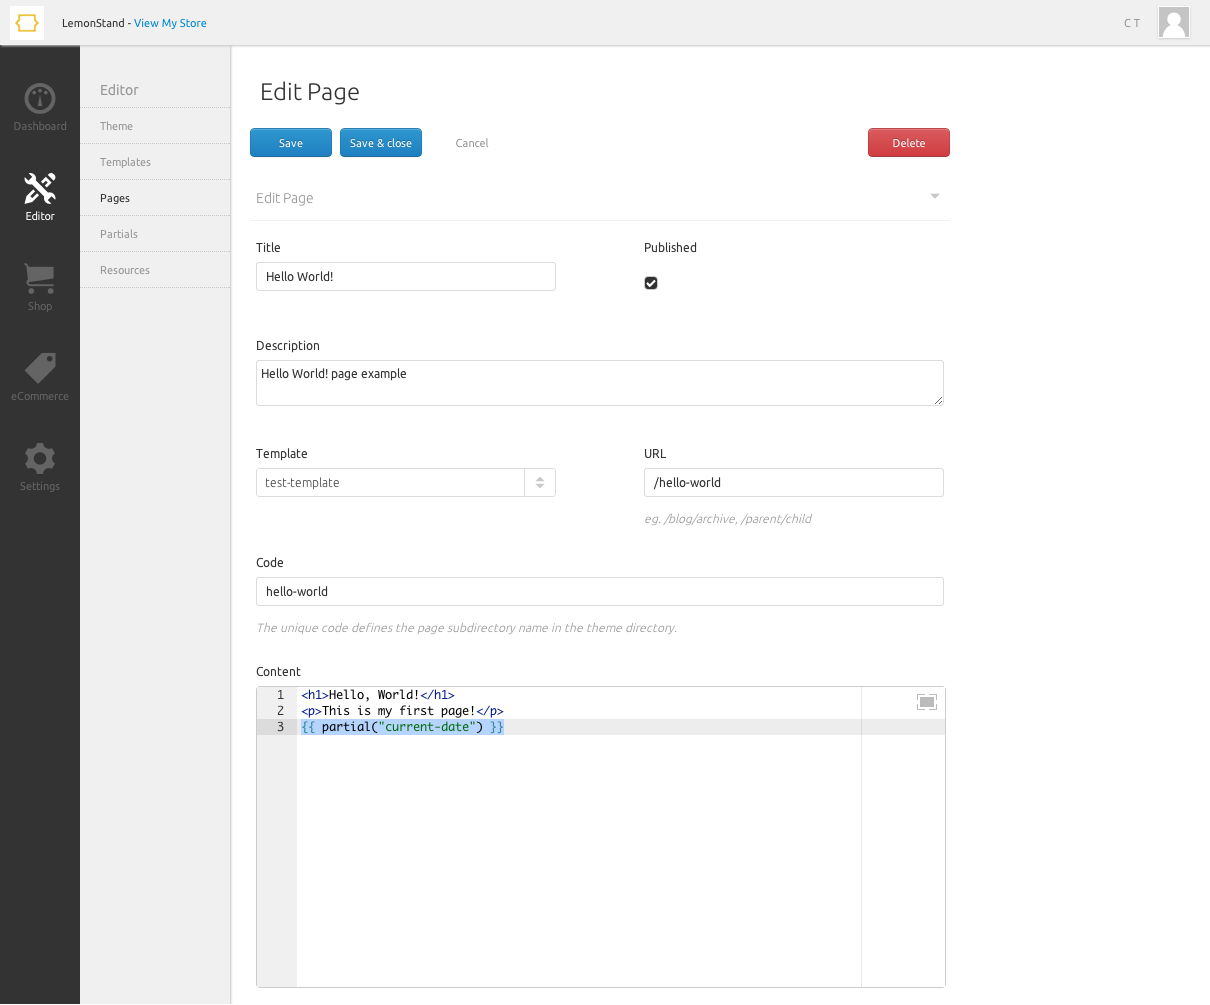 LemonStand - View My Store
C T
Dashboard
Editor
Shop
eCommerce
Settings
Editor
Theme
Templates
Pages
Partials
Resources
Edit Page
Save
Save & close
Cancel
Delete
Edit Page
Title
Published
Hello World!
Description
Hello World! page example
Template
URL
test-template
/hello-world
eg. /blog/archive, /parent/child
Code
hello-world
The unique code defines the page subdirectory name in the theme directory.
Content
1 <h1>Hello, World!</h1>
2 <p>This is my first page!</p>
3 {{ partial("current-date") }}